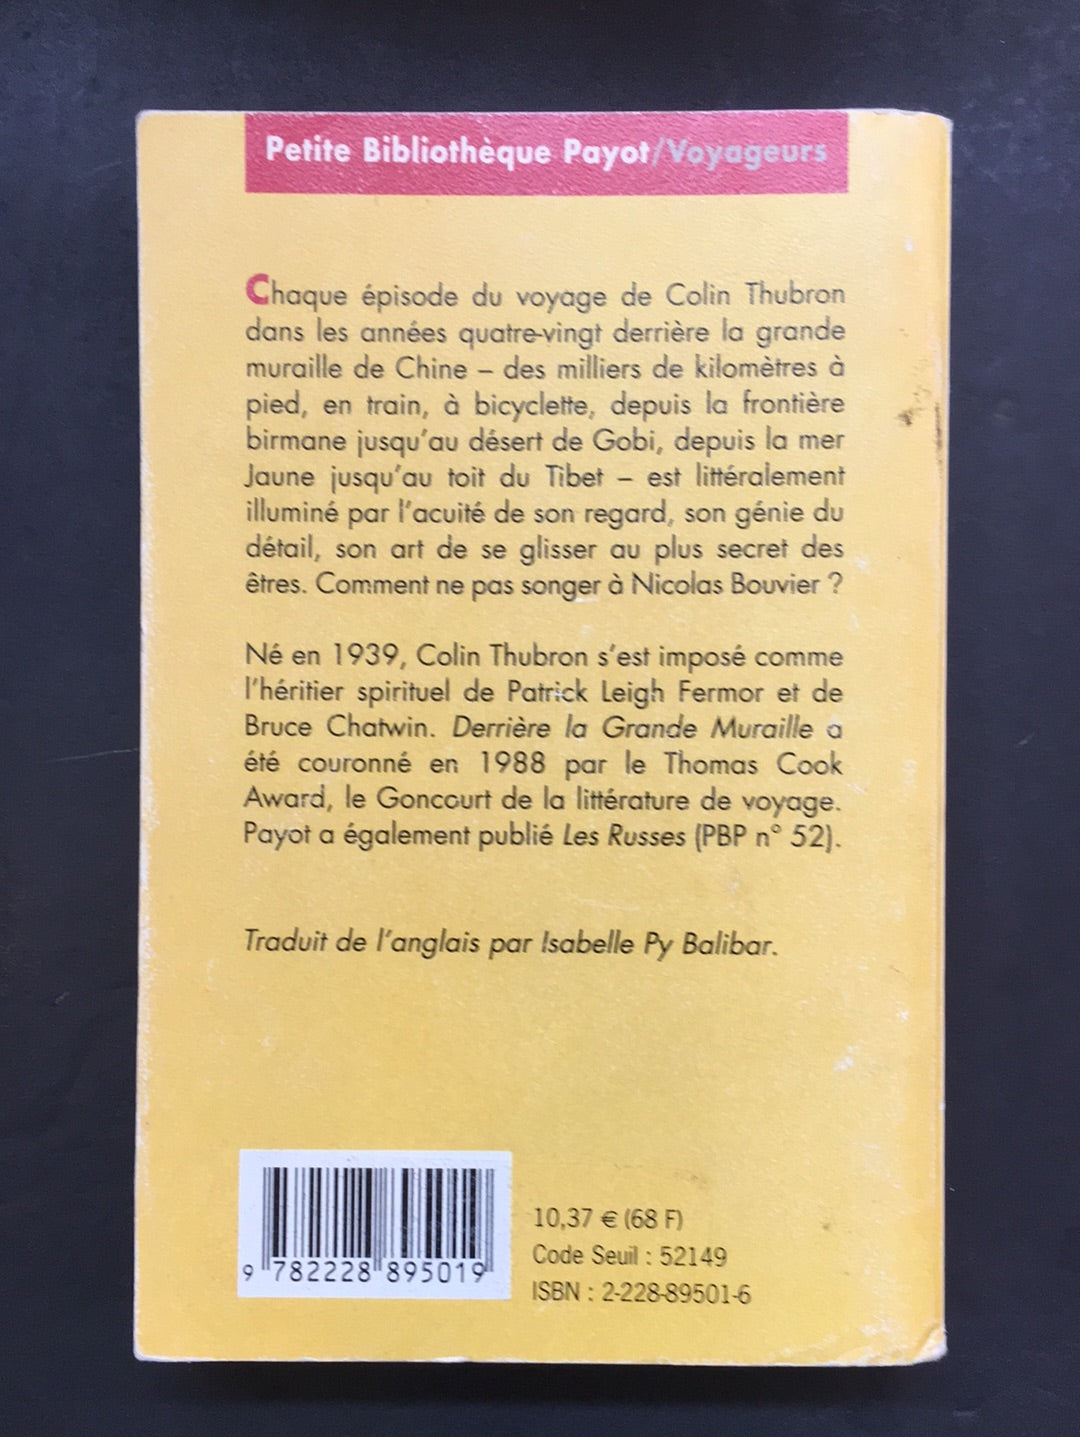 Petite Bibliothèque Payot/Voyageurs
Chaque épisode du voyage de Colin Thubron
dans les années quatre-vingt derrière la grande
muraille de Chine – des milliers de kilomètres à
pied, en train, à bicyclette, depuis la frontière
birmane jusqu'au désert de Gobi, depuis la mer
Jaune jusqu'au toit du Tibet – est littéralement
illuminé par l'acuité de son regard, son génie du
détail, son art de se glisser au plus secret des
êtres. Comment ne pas songer à Nicolas Bouvier ?
Né en 1939, Colin Thubron s'est imposé comme
l'héritier spirituel de Patrick Leigh Fermor et de
Bruce Chatwin. Derrière la Grande Muraille a
été couronné en 1988 par le Thomas Cook
Award, le Goncourt de la littérature de voyage.
Payot a également publié Les Russes (PBP n° 52).
Traduit de l'anglais par Isabelle Py Balibar.
10,37 € (68 F)
Code Seuil : 52149
ISBN : 2-228-89501-6
9 782228 895019